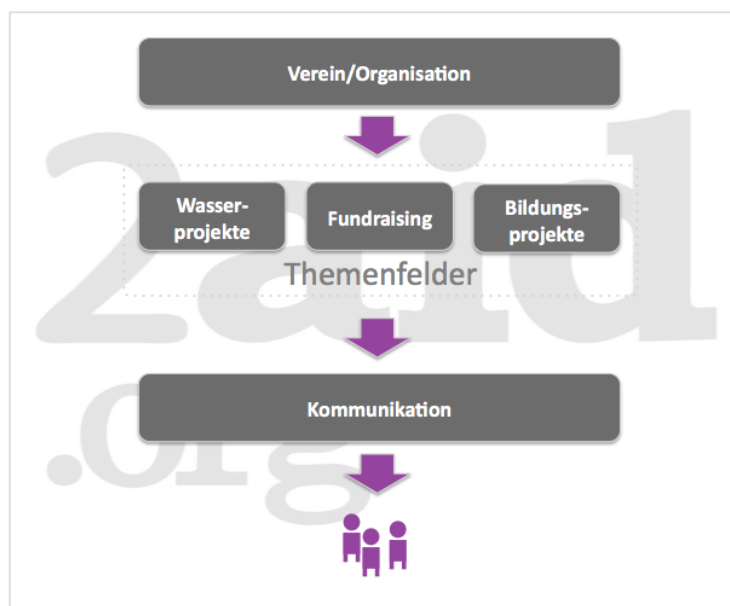 Verein/Organisation
Wasser-
projekte
Fundraising
Bildungs-
projekte
Themenfelder
Kommunikation
2aid
.org